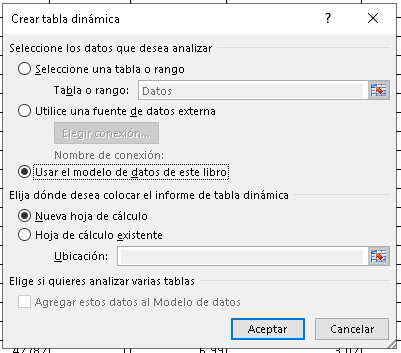 Crear tabla dinámica
Seleccione los datos que desea analizar
Seleccione una tabla o rango
Tabla o rango: Datos
Utilice una fuente de datos externa
Elegir conexión...
Nombre de conexión:
Usar el modelo de datos de este libro
Elija dónde desea colocar el informe de tabla dinámica
Nueva hoja de cálculo
Hoja de cálculo existente
Ubicación:
Elige si quieres analizar varias tablas
Agregar estos datos al Modelo de datos
Aceptar Cancelar